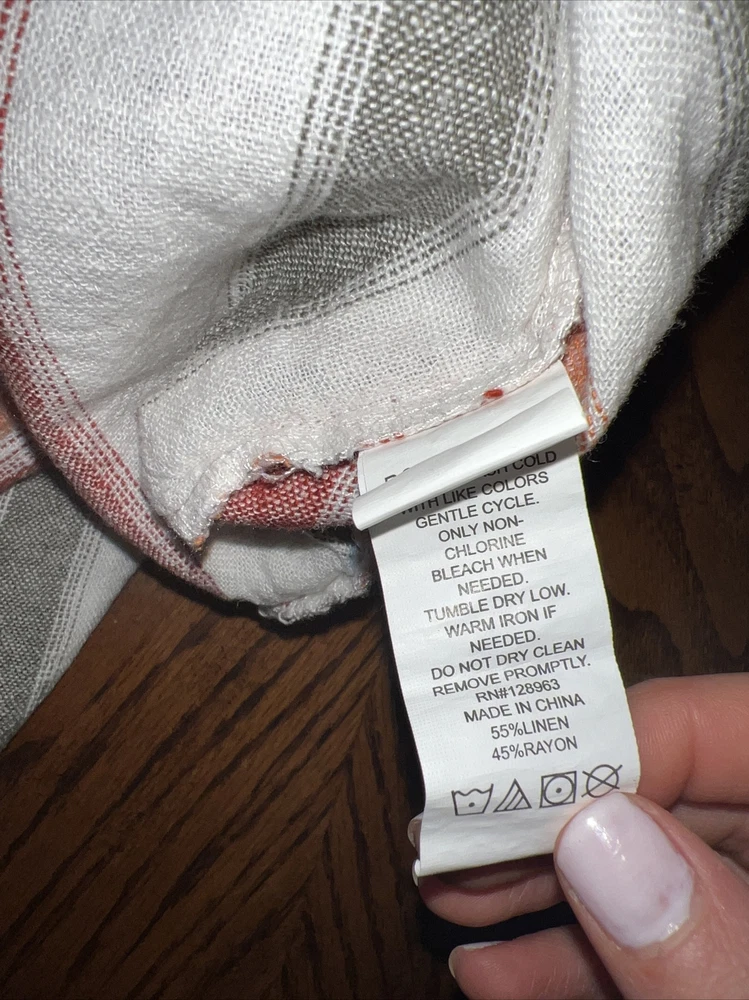 COLD
WITH LIKE COLORS
GENTLE CYCLE.
ONLY NON-
CHLORINE
BLEACH WHEN
NEEDED.
TUMBLE DRY LOW.
WARM IRON IF
NEEDED.
DO NOT DRY CLEAN
REMOVE PROMPTLY.
RN#128963
MADE IN CHINA
55%LINEN
45%RAYON